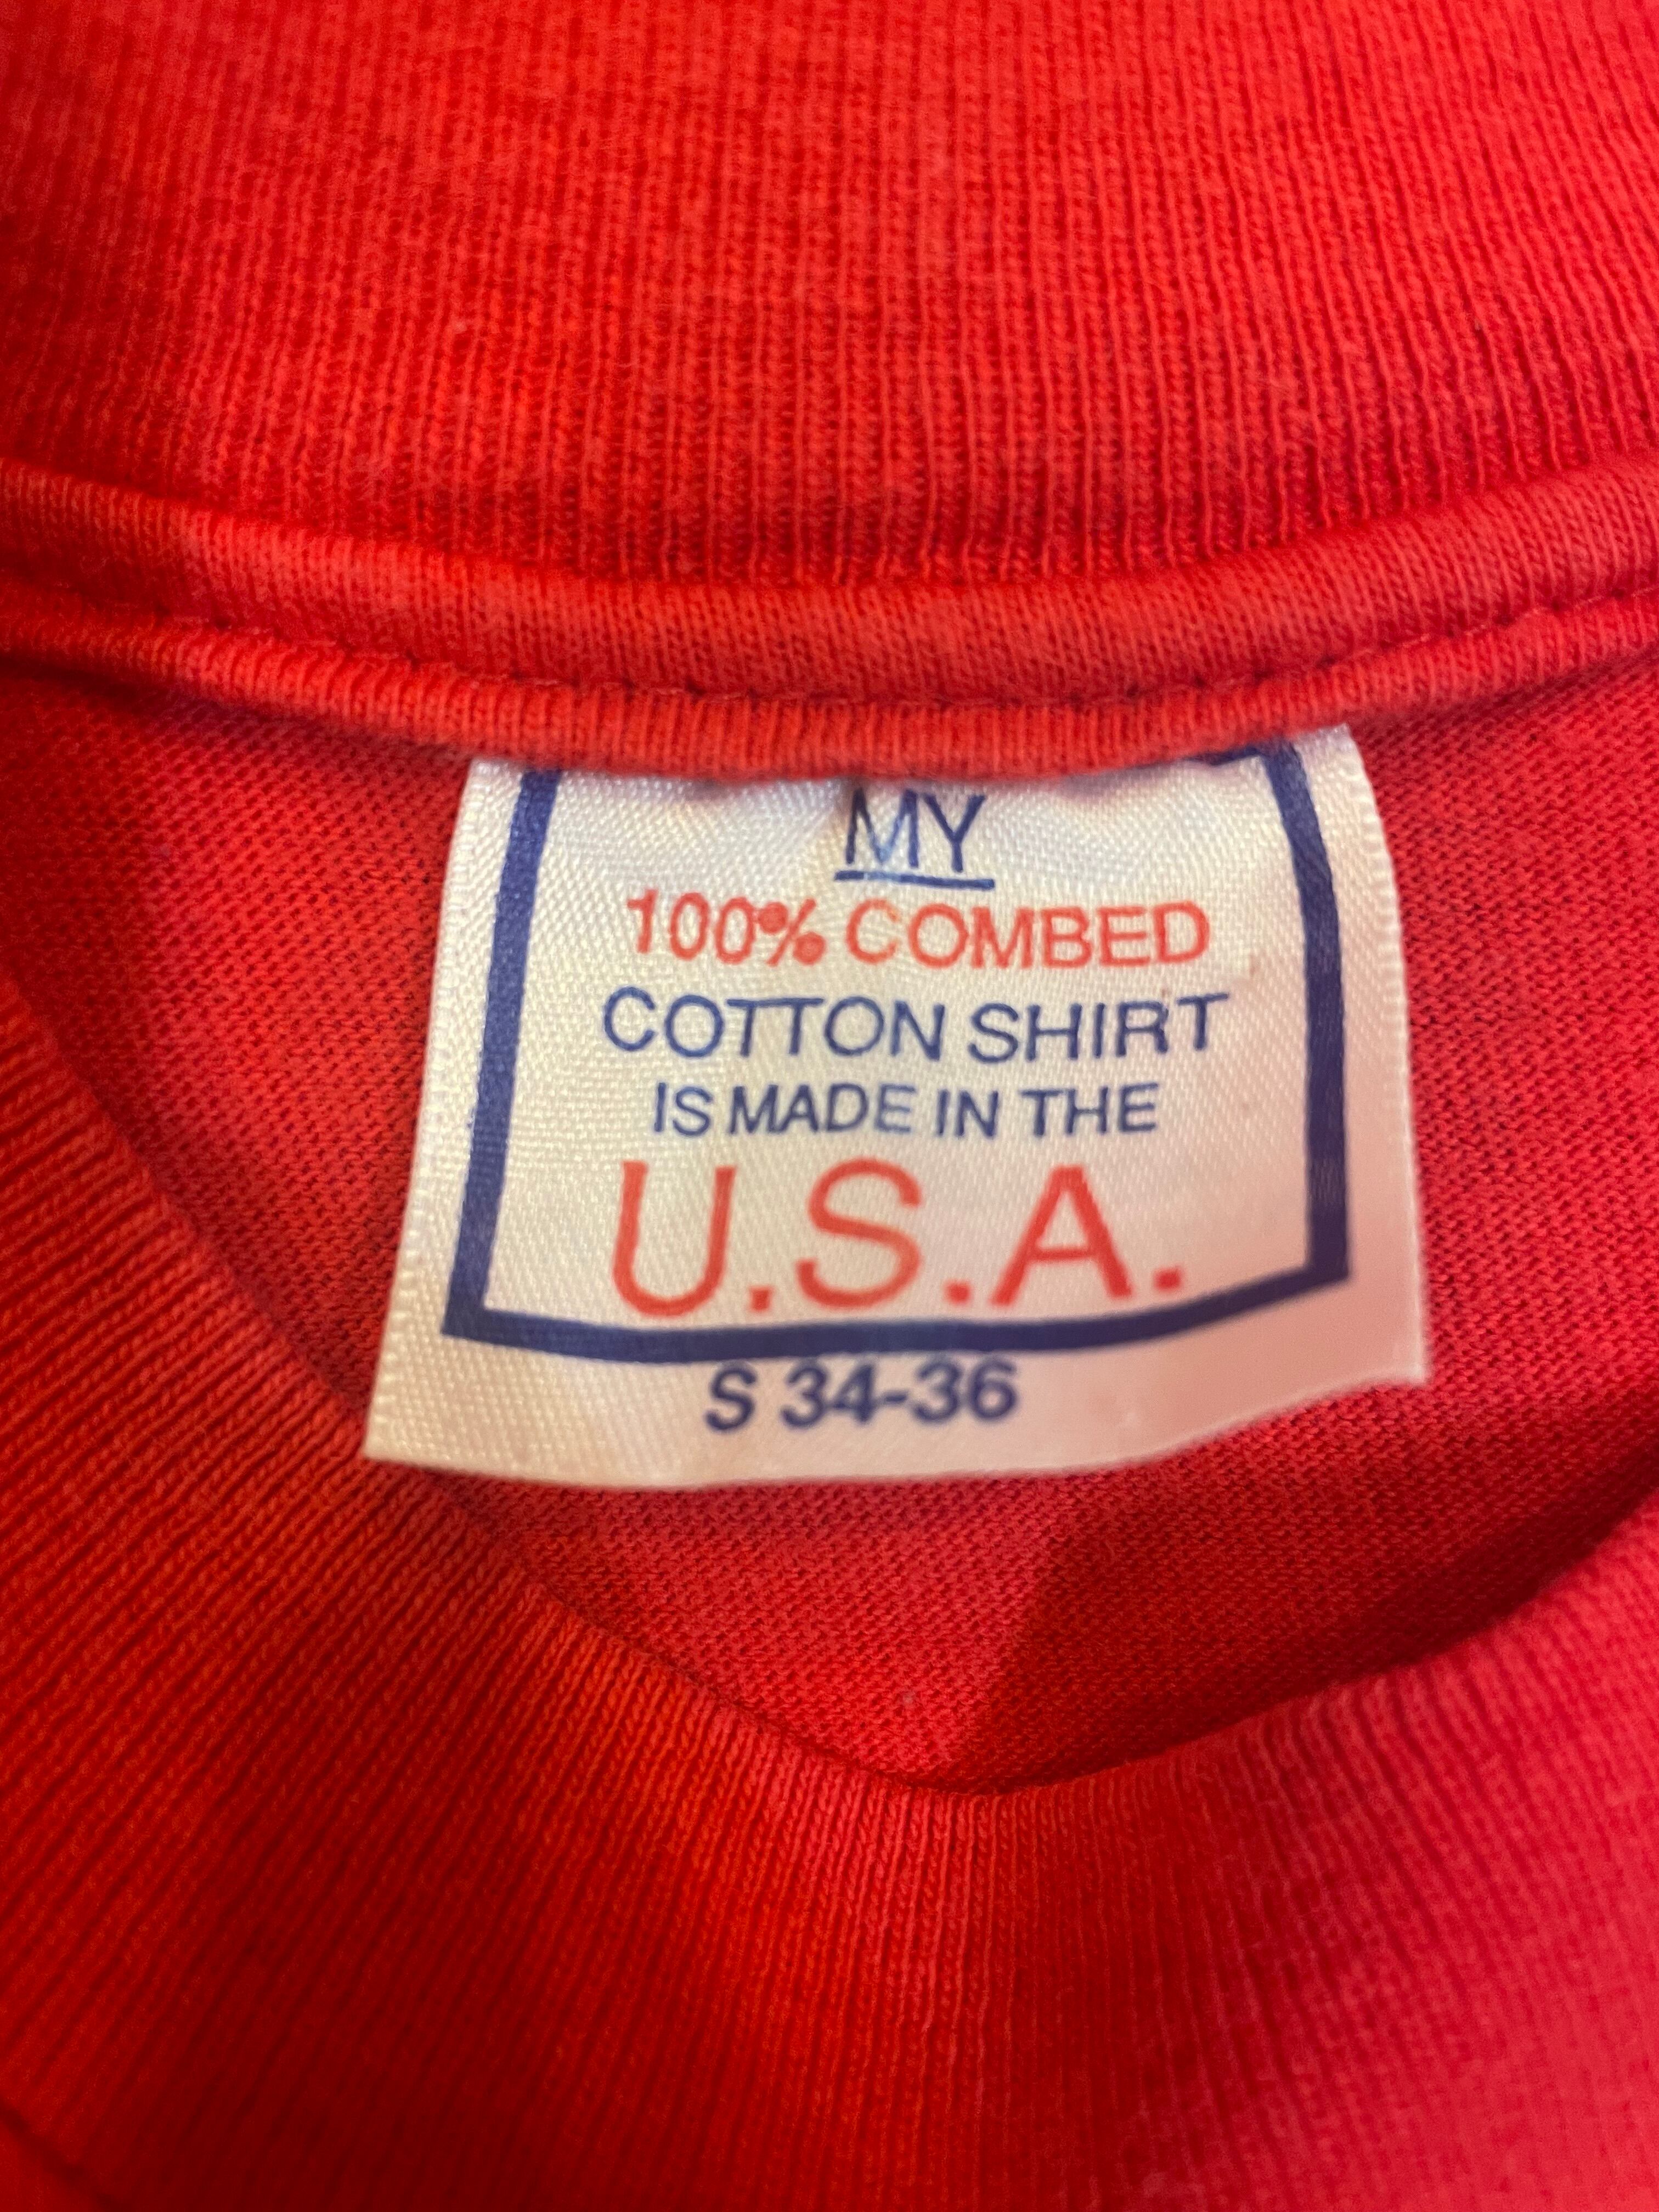 MY
100% COMBED
COTTON SHIRT
IS MADE IN THE
U.S.A.
S 34-36